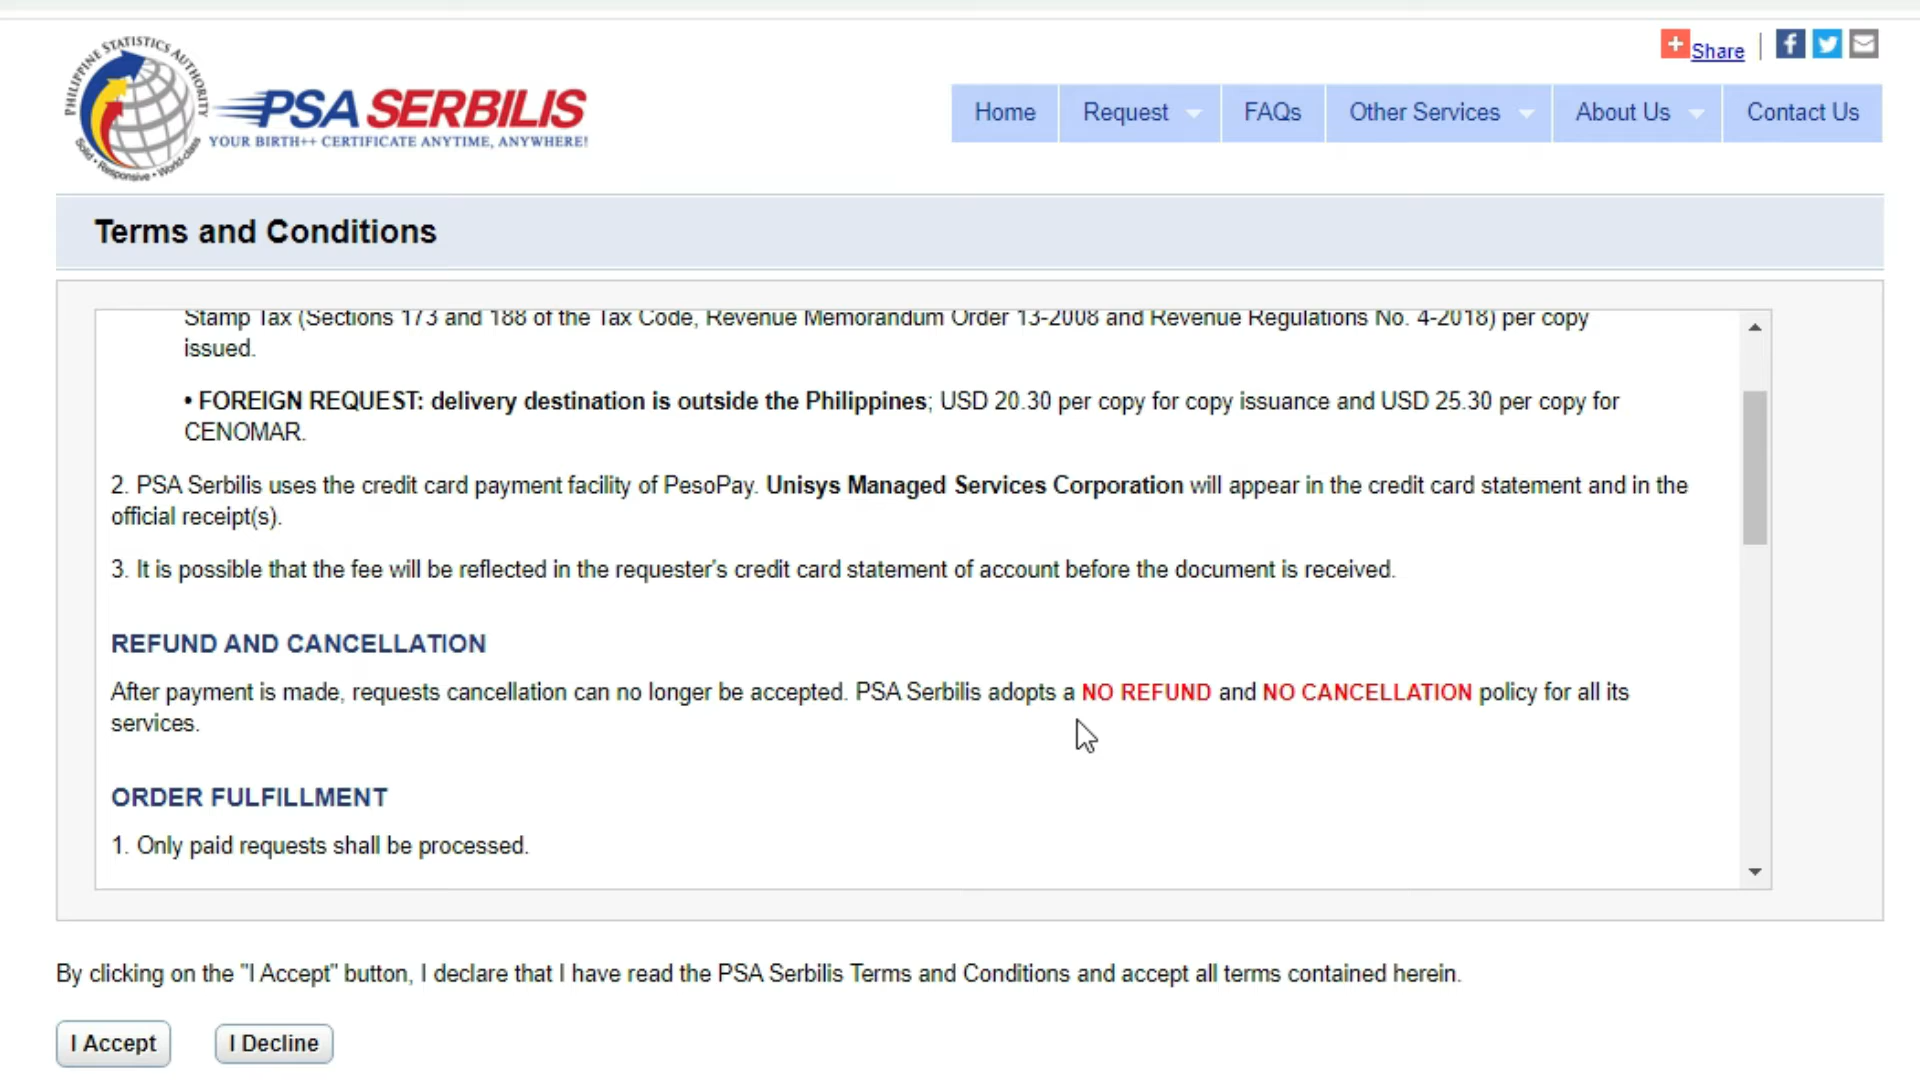 Share
PHILIPPINE STATISTICS AUTHORITY
Solid • Responsive • World-class
PSA SERBILIS
YOUR BIRTH++ CERTIFICATE ANYTIME, ANYWHERE!
Home Request FAQs Other Services About Us Contact Us
Terms and Conditions
Stamp Tax (Sections 173 and 188 of the Tax Code, Revenue Memorandum Order 13-2008 and Revenue Regulations No. 4-2018) per copy
issued.
• FOREIGN REQUEST: delivery destination is outside the Philippines; USD 20.30 per copy for copy issuance and USD 25.30 per copy for
CENOMAR.
2. PSA Serbilis uses the credit card payment facility of PesoPay. Unisys Managed Services Corporation will appear in the credit card statement and in the
official receipt(s).
3. It is possible that the fee will be reflected in the requester's credit card statement of account before the document is received.
REFUND AND CANCELLATION
After payment is made, requests cancellation can no longer be accepted. PSA Serbilis adopts a NO REFUND and NO CANCELLATION policy for all its
services.
ORDER FULFILLMENT
1. Only paid requests shall be processed.
By clicking on the "I Accept" button, I declare that I have read the PSA Serbilis Terms and Conditions and accept all terms contained herein.
I Accept I Decline